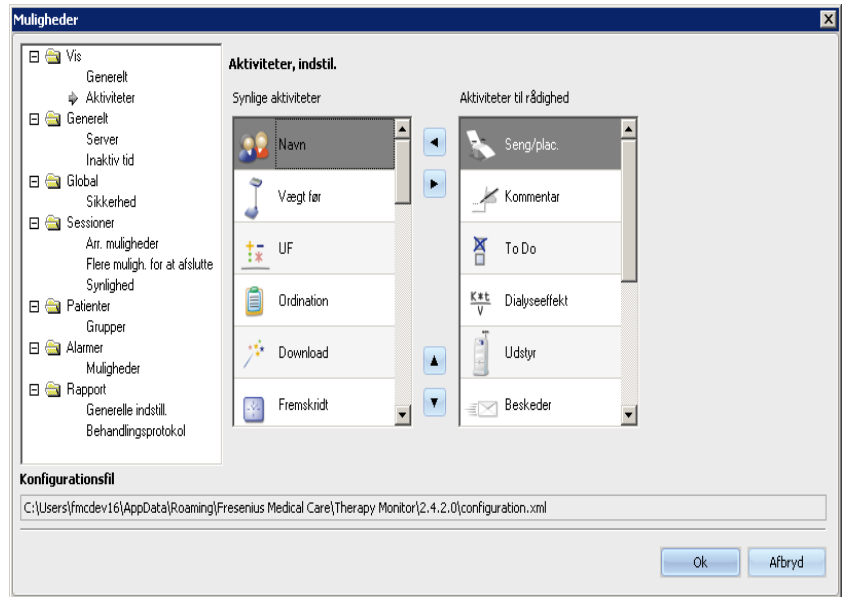 Muligheder
Vis
Generelt
Aktiviteter
Generelt
Server
Inaktiv tid
Global
Sikkerhed
Sessioner
Arr. muligheder
Flere muligh. for at afslutte
Synlighed
Patienter
Grupper
Alarmer
Muligheder
Rapport
Generelle indstill.
Behandlingsprotokol
Aktiviteter, indstil.
Synlige aktiviteter
Navn
Vægt før
UF
Ordination
Download
Fremskridt
Aktiviteter til rådighed
Seng/plac.
Kommentar
To Do
K*t
V
Dialyseeffekt
Udstyr
Beskeder
Konfigurationsfil
C:\Users\fmcdev16\AppData\Roaming\Fresenius Medical Care\Therapy Monitor\2.4.2.0\configuration.xml
Ok
Afbryd